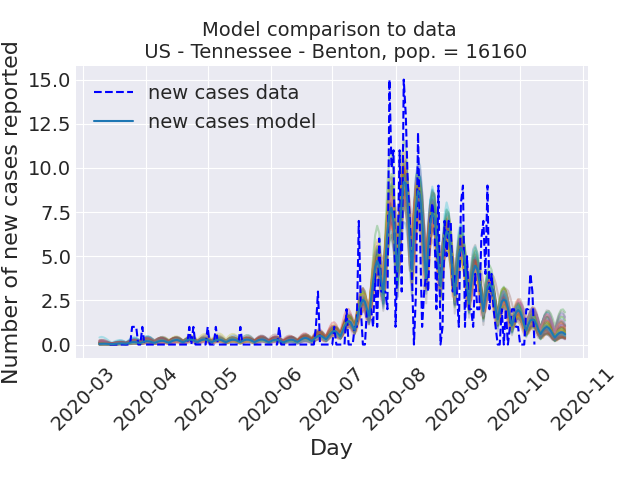 Model comparison to data
US - Tennessee - Benton, pop. = 16160
Number of new cases reported
15.0
12.5
10.0
7.5
5.0
2.5
0.0
new cases data
new cases model
2020-03
2020-04
2020-05
2020-06
2020-07
2020-08
2020-09
2020-10
2020-11
Day